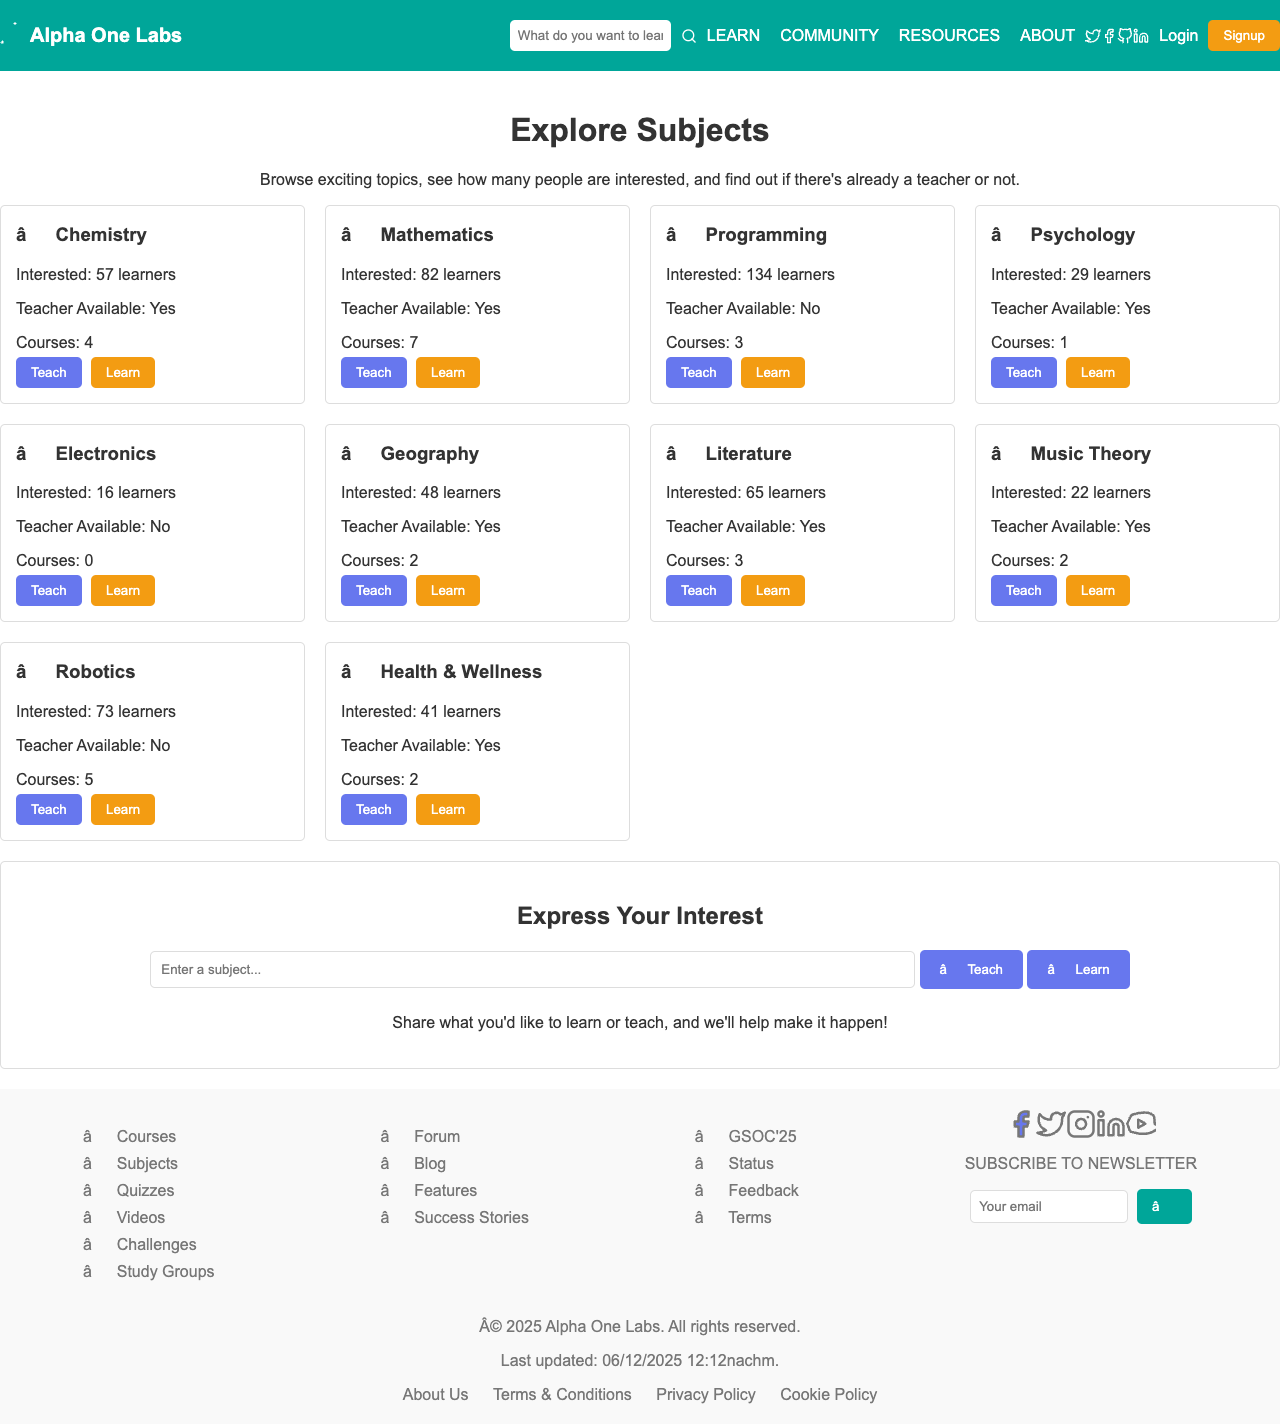 Alpha One Labs What do you want to lear LEARN COMMUNITY RESOURCES ABOUT Login Signup
Explore Subjects
Browse exciting topics, see how many people are interested, and find out if there's already a teacher or not.
â Chemistry
Interested: 57 learners
Teacher Available: Yes
Courses: 4
Teach Learn
â Mathematics
Interested: 82 learners
Teacher Available: Yes
Courses: 7
Teach Learn
â Programming
Interested: 134 learners
Teacher Available: No
Courses: 3
Teach Learn
â Psychology
Interested: 29 learners
Teacher Available: Yes
Courses: 1
Teach Learn
â Electronics
Interested: 16 learners
Teacher Available: No
Courses: 0
Teach Learn
â Geography
Interested: 48 learners
Teacher Available: Yes
Courses: 2
Teach Learn
â Literature
Interested: 65 learners
Teacher Available: Yes
Courses: 3
Teach Learn
â Music Theory
Interested: 22 learners
Teacher Available: Yes
Courses: 2
Teach Learn
â Robotics
Interested: 73 learners
Teacher Available: No
Courses: 5
Teach Learn
â Health & Wellness
Interested: 41 learners
Teacher Available: Yes
Courses: 2
Teach Learn
Express Your Interest
Enter a subject... â Teach â Learn
Share what you'd like to learn or teach, and we'll help make it happen!
â Courses
â Subjects
â Quizzes
â Videos
â Challenges
â Study Groups
â Forum
â Blog
â Features
â Success Stories
â GSOC'25
â Status
â Feedback
â Terms
SUBSCRIBE TO NEWSLETTER
Your email â
Â© 2025 Alpha One Labs. All rights reserved.
Last updated: 06/12/2025 12:12nachm.
About Us Terms & Conditions Privacy Policy Cookie Policy